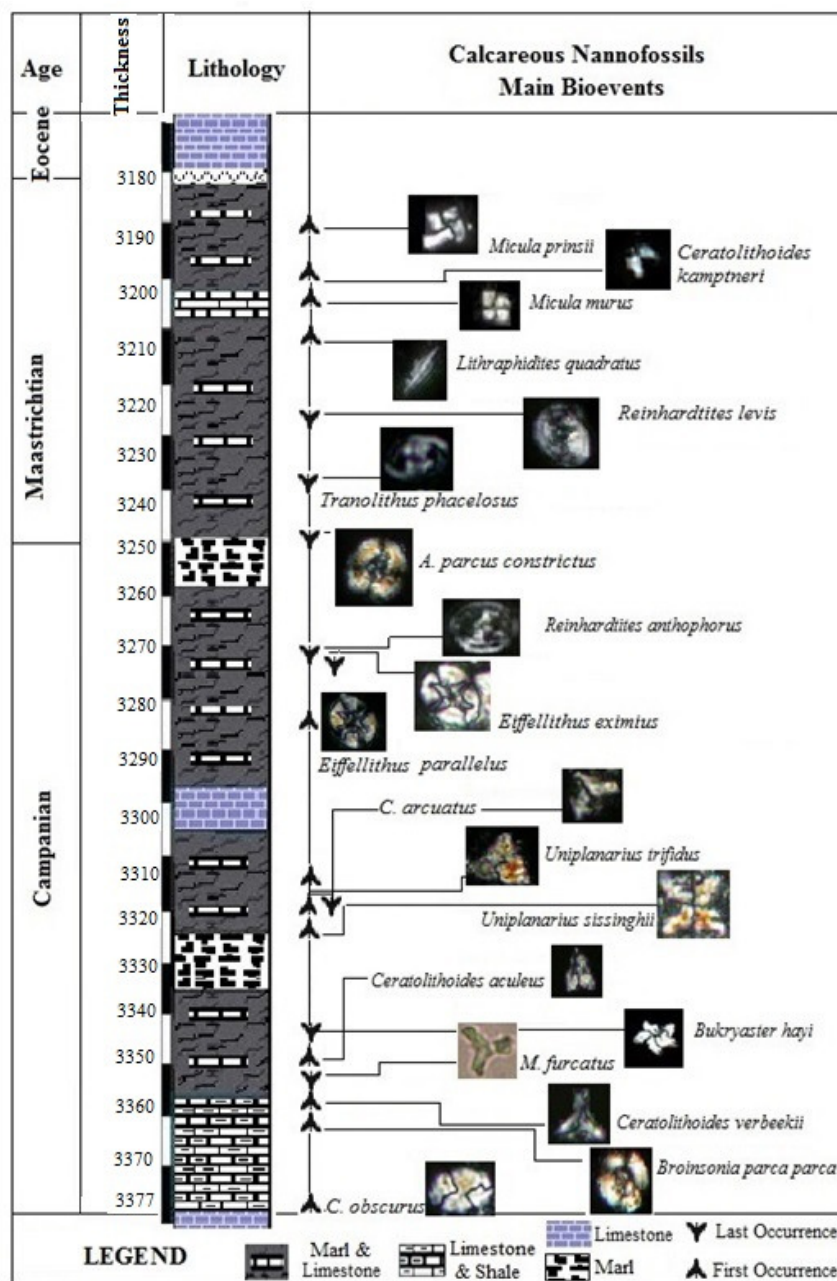 Age
Thickness
Lithology
Calcareous Nannofossils
Main Bioevents
Eocene
Maastrichtian
Campanian
3180
3190
3200
3210
3220
3230
3240
3250
3260
3270
3280
3290
3300
3310
3320
3330
3340
3350
3360
3370
3377
Micula prinsii
Ceratolithoides
kamptneri
Micula murus
Lithraphidites quadratus
Reinhardtites levis
Tranolithus phacelosus
A. parcus constrictus
Reinhardtites anthophorus
Eiffellithus eximius
Eiffellithus parallelus
C. arcuatus
Uniplanarius trifidus
Uniplanarius sissinghii
Ceratolithoides aculeus
Bukryaster hayi
M. furcatus
Ceratolithoides verbeekii
Broinsonia parca parca
C. obscurus
LEGEND
Marl &
Limestone
Limestone
& Shale
Limestone
Marl
Last Occurrence
First Occurrence